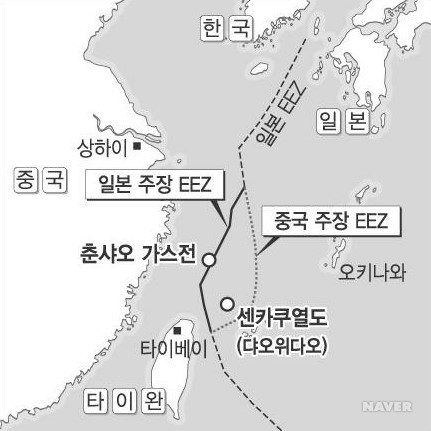 한국
일본 EEZ
일본
상하이
중국
일본 주장 EEZ
중국 주장 EEZ
춘샤오 가스전
오키나와
센카쿠열도
(댜오위다오)
타이베이
타이완
NAVER